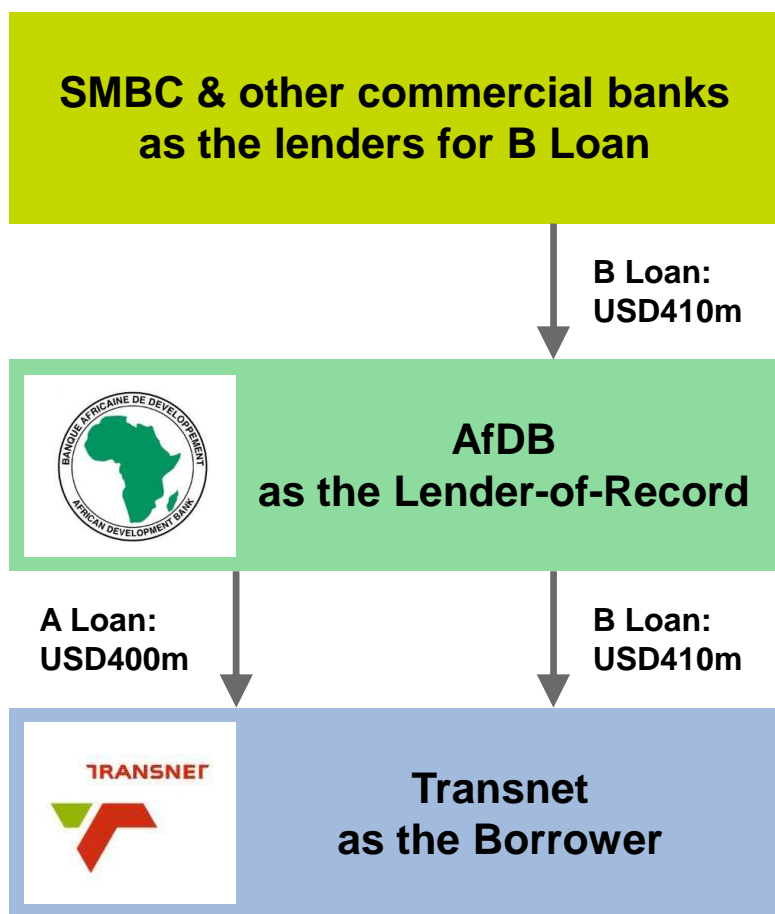 SMBC & other commercial banks
as the lenders for B Loan
B Loan:
USD410m
BANQUE AFRICAINE DE DEVELOPPEMENT
AFRICAN DEVELOPMENT BANK
AfDB
as the Lender-of-Record
A Loan:
USD400m
B Loan:
USD410m
TRANSNET
Transnet
as the Borrower